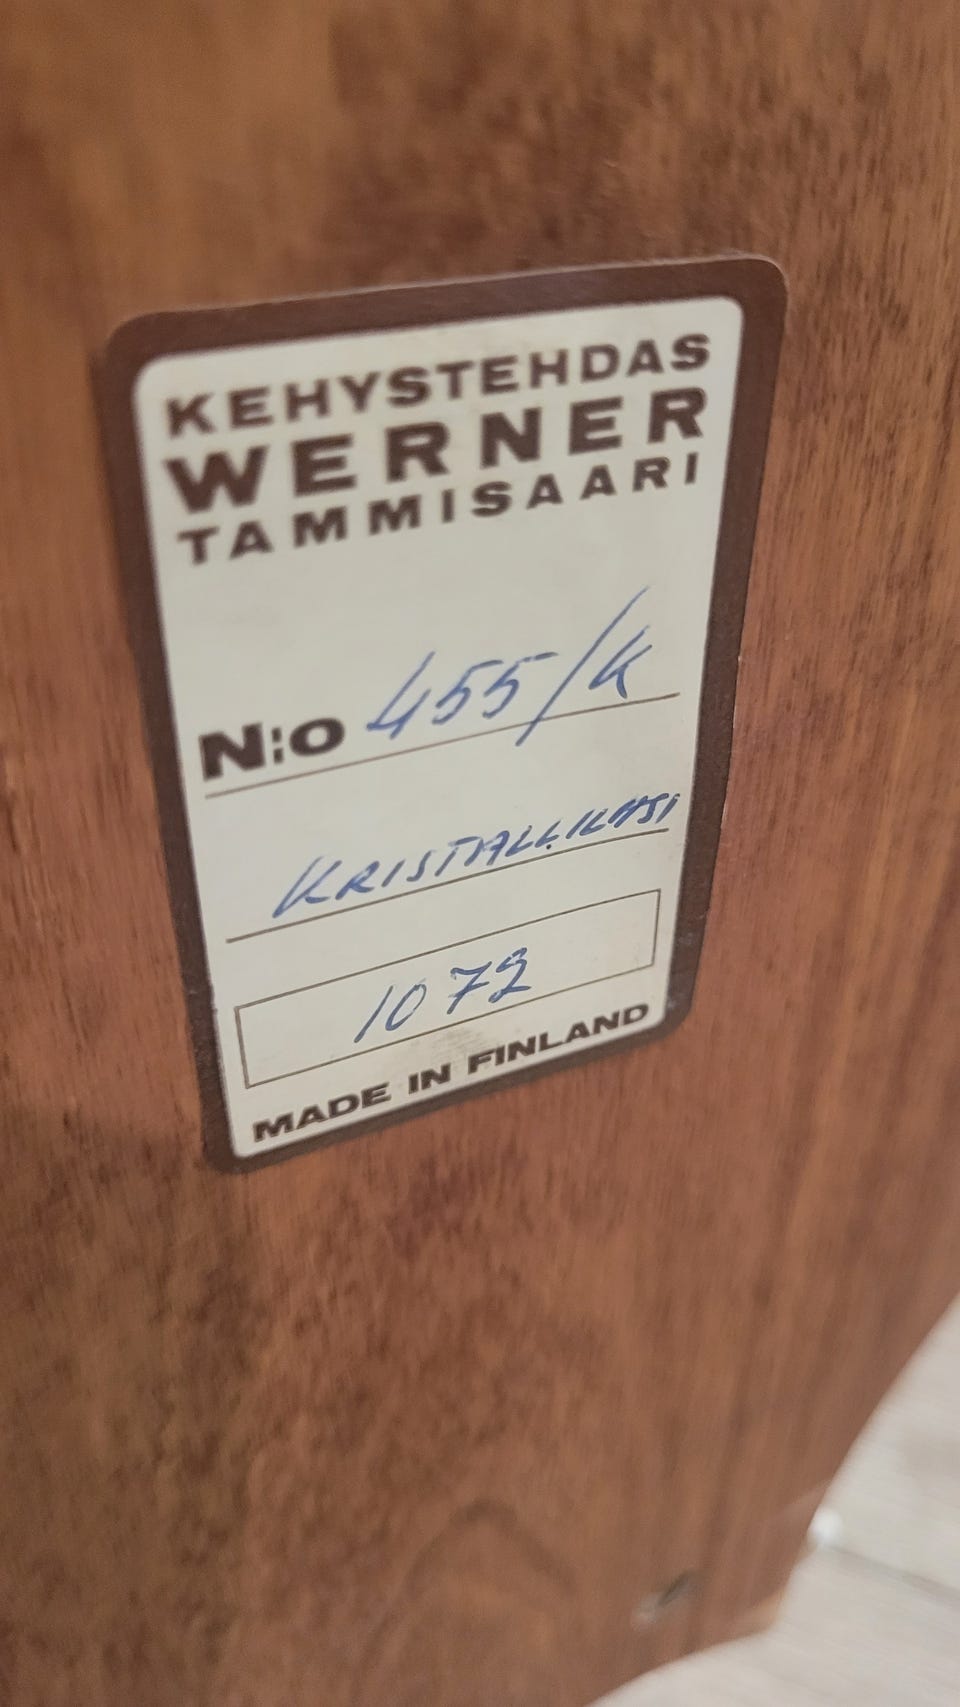 KEHYSTEHDAS
WERNER
TAMMISAARI
N:o 455/K
KRISTALLILASI
1072
MADE IN FINLAND